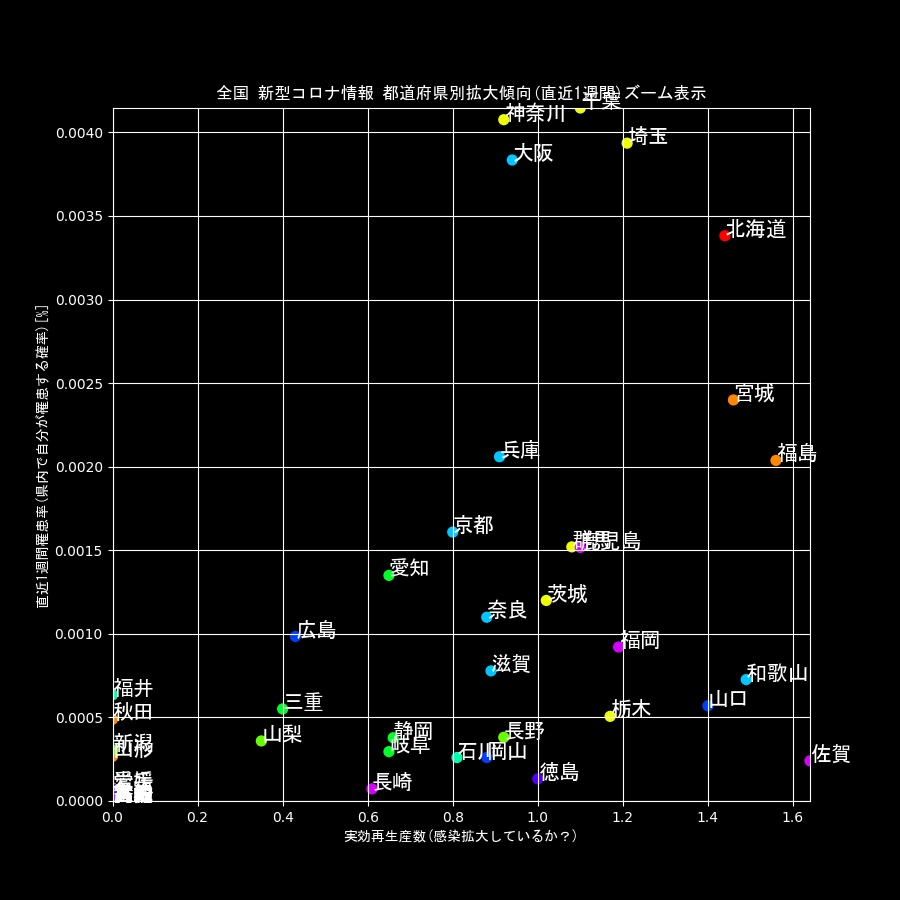 全国 新型コロナ情報 都道府県別拡大傾向(直近1週間)ズーム表示
千葉
神奈川
埼玉
大阪
北海道
宮城
福島
兵庫
京都
群馬
鹿児島
愛知
茨城
奈良
広島
福岡
滋賀
和歌山
福井
三重
山口
秋田
栃木
山梨
静岡
長野
新潟
山形
岐阜
石川
岡山
佐賀
徳島
長崎
愛媛
0.0040
0.0035
0.0030
0.0025
0.0020
0.0015
0.0010
0.0005
0.0000
直近1週間罹患率(県内で自分が罹患する確率)[%]
0.0 0.2 0.4 0.6 0.8 1.0 1.2 1.4 1.6
実効再生産数(感染拡大しているか？)